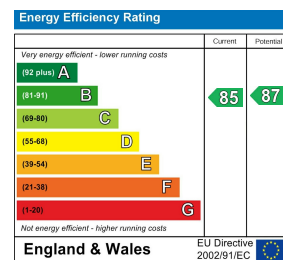 Energy Efficiency Rating
Current Potential
Very energy efficient - lower running costs
(92 plus) A
(81-91) B
85 87
(69-80) C
(55-68) D
(39-54) E
(21-38) F
(1-20) G
Not energy efficient - higher running costs
England & Wales
EU Directive
2002/91/EC